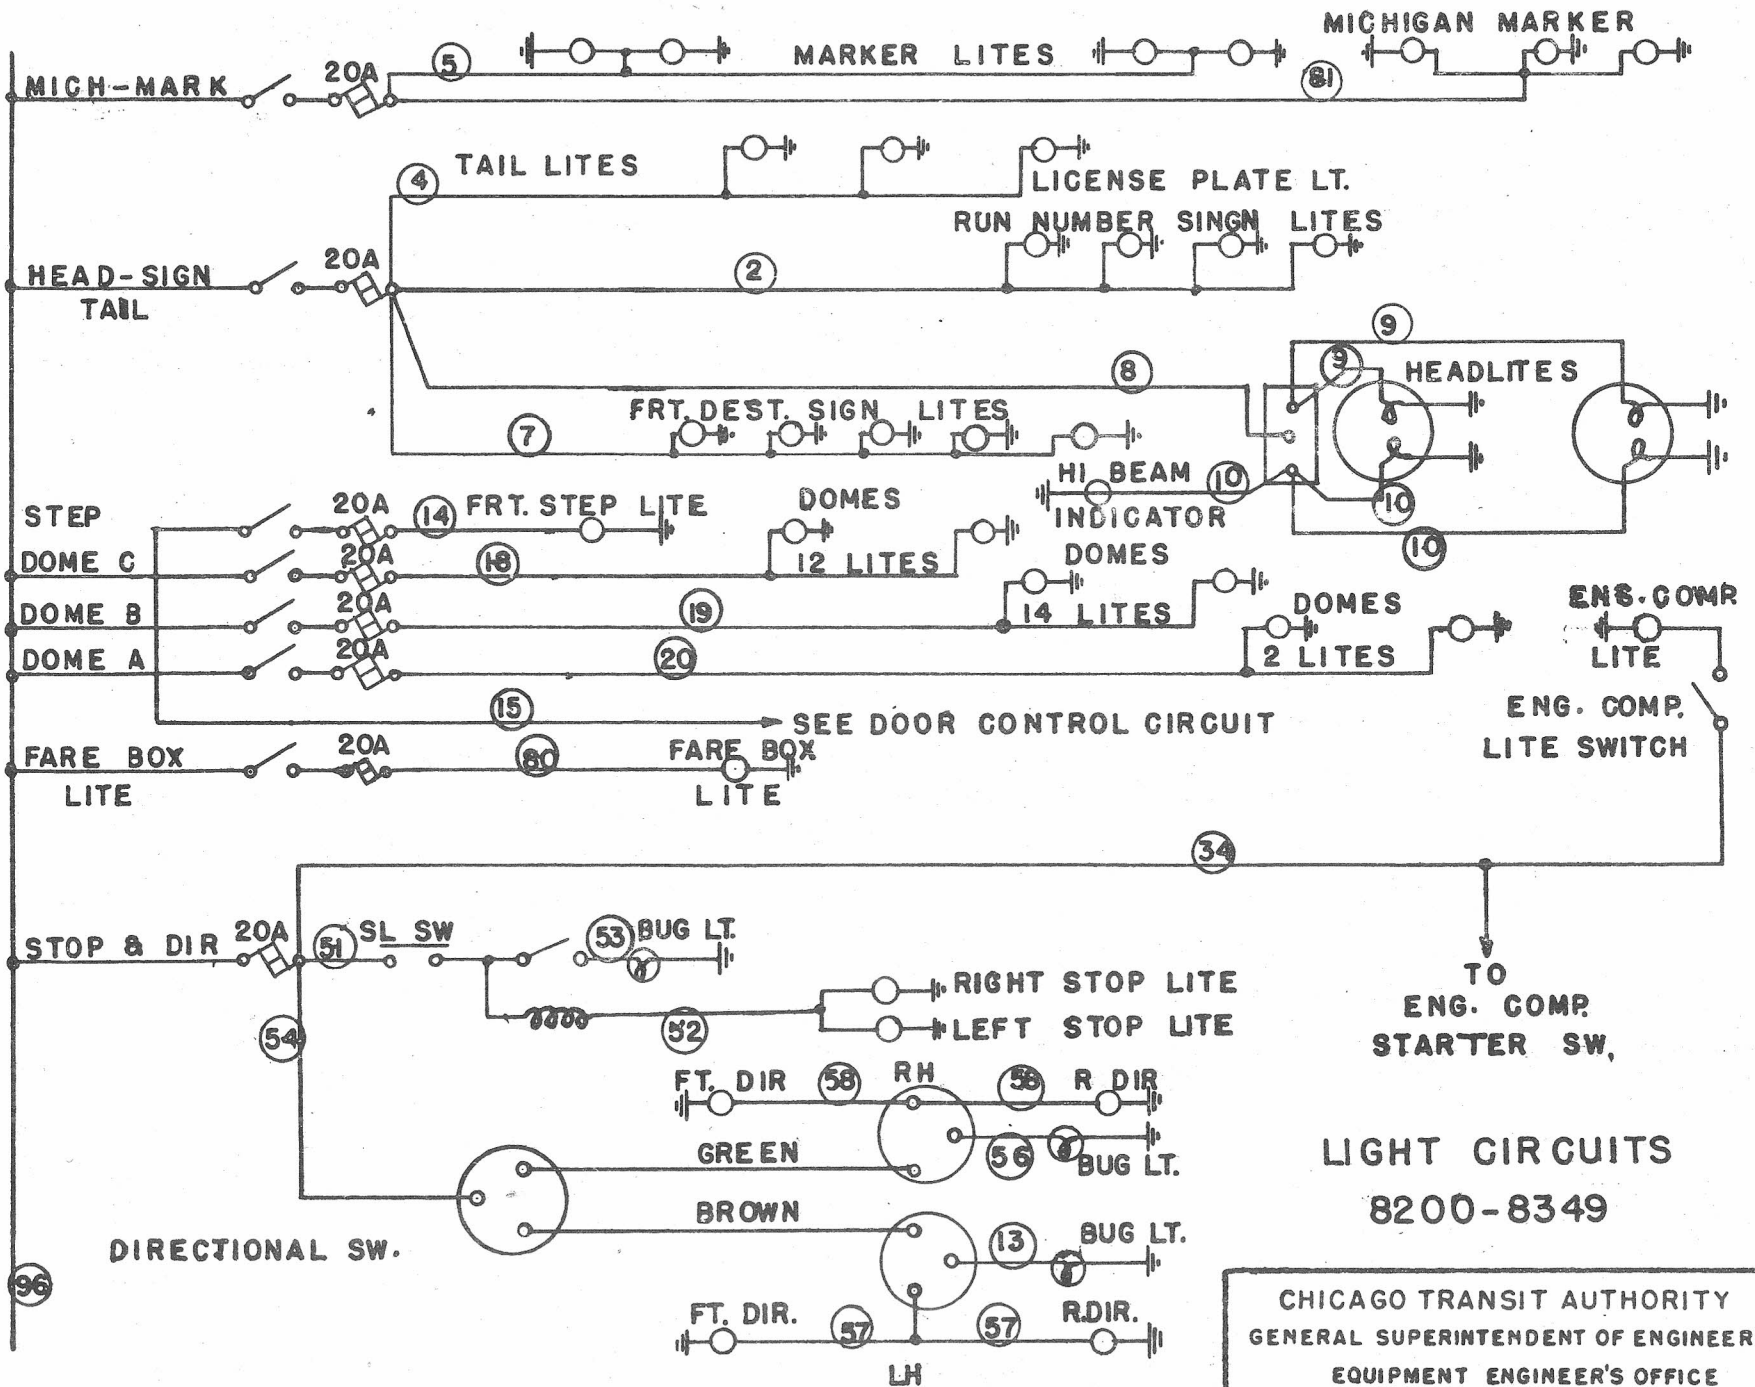 MICHIGAN MARKER
5
MARKER LITES
81
MICH-MARK
20A
TAIL LITES
4
LICENSE PLATE LT.
RUN NUMBER SINGN LITES
2
HEAD-SIGN
TAIL
20A
9
9
HEADLITES
8
FRT. DEST. SIGN LITES
7
HI BEAM
INDICATOR
10
10
10
STEP
20A
14
FRT. STEP LITE
DOMES
12 LITES
DOME C
20A
18
DOMES
14 LITES
DOME B
20A
19
DOMES
2 LITES
DOME A
20A
20
ENG. COMP.
LITE
15
SEE DOOR CONTROL CIRCUIT
ENG. COMP.
LITE SWITCH
FARE BOX
LITE
20A
80
FARE BOX
LITE
34
STOP & DIR
20A
51
SL SW
53
BUG LT.
TO
ENG. COMP.
STARTER SW,
RIGHT STOP LITE
LEFT STOP LITE
52
54
FT. DIR
58
RH
58
R DIR
56
BUG LT.
GREEN
BROWN
DIRECTIONAL SW.
13
BUG LT.
FT. DIR.
57
57
R.DIR.
LH
96
LIGHT CIRCUITS
8200-8349
CHICAGO TRANSIT AUTHORITY
GENERAL SUPERINTENDENT OF ENGINEER
EQUIPMENT ENGINEER'S OFFICE